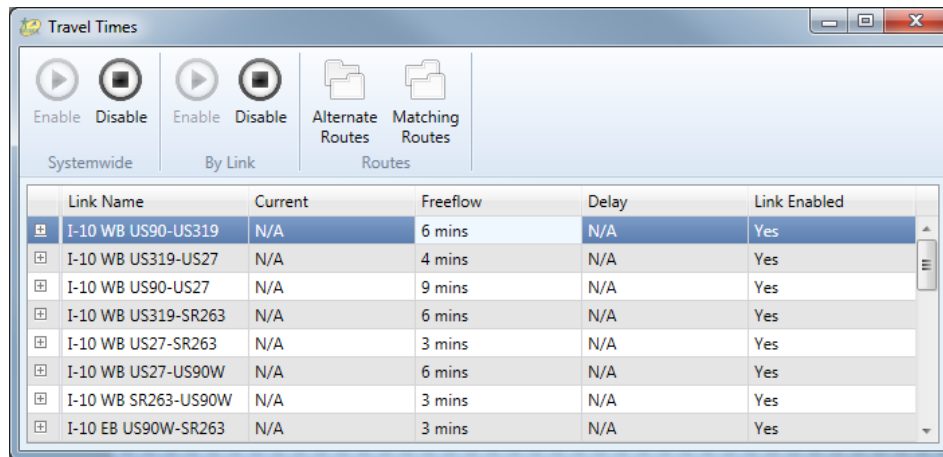 Travel Times
Enable Disable Enable Disable Alternate Routes Matching Routes
Systemwide By Link Routes
Link Name Current Freeflow Delay Link Enabled
I-10 WB US90-US319 N/A 6 mins N/A Yes
I-10 WB US319-US27 N/A 4 mins N/A Yes
I-10 WB US90-US27 N/A 9 mins N/A Yes
I-10 WB US319-SR263 N/A 6 mins N/A Yes
I-10 WB US27-SR263 N/A 3 mins N/A Yes
I-10 WB US27-US90W N/A 6 mins N/A Yes
I-10 WB SR263-US90W N/A 3 mins N/A Yes
I-10 EB US90W-SR263 N/A 3 mins N/A Yes